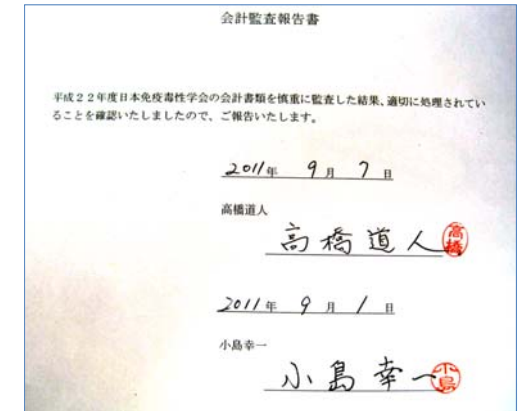 会計監査報告書
平成２２年度日本免疫毒性学会の会計書類を慎重に監査した結果、適切に処理されてい
ることを確認いたしましたので、ご報告いたします。
2011年 9月 7日
高橋道人
高橋道人 高橋
2011年 9月 1日
小島幸一
小島幸一 小島